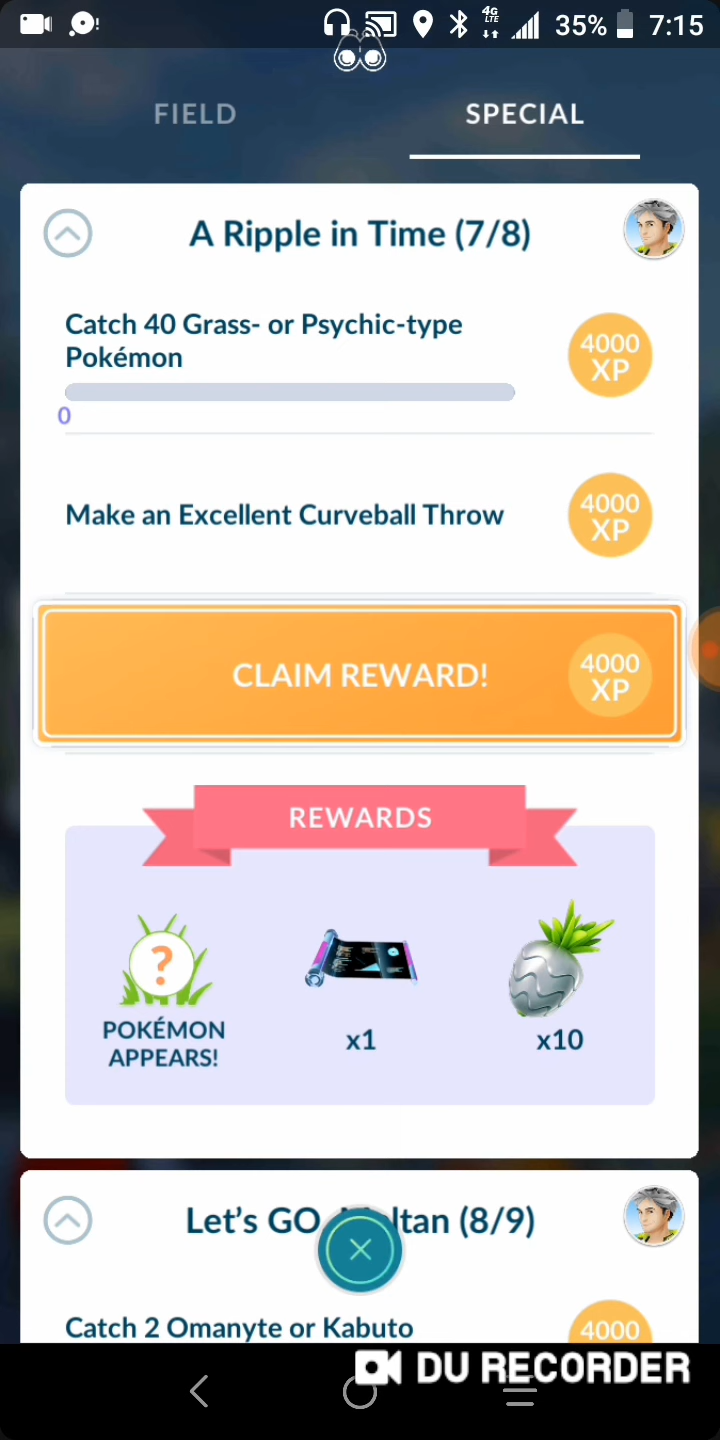 4G
LTE
35% 7:15
FIELD
SPECIAL
A Ripple in Time (7/8)
Catch 40 Grass- or Psychic-type
Pokémon
4000
XP
0
Make an Excellent Curveball Throw
4000
XP
CLAIM REWARD!
4000
XP
REWARDS
?
POKÉMON
APPEARS!
x1
x10
Let's GO, (8/9)
Catch 2 Omanyte or Kabuto
4000
DU RECORDER